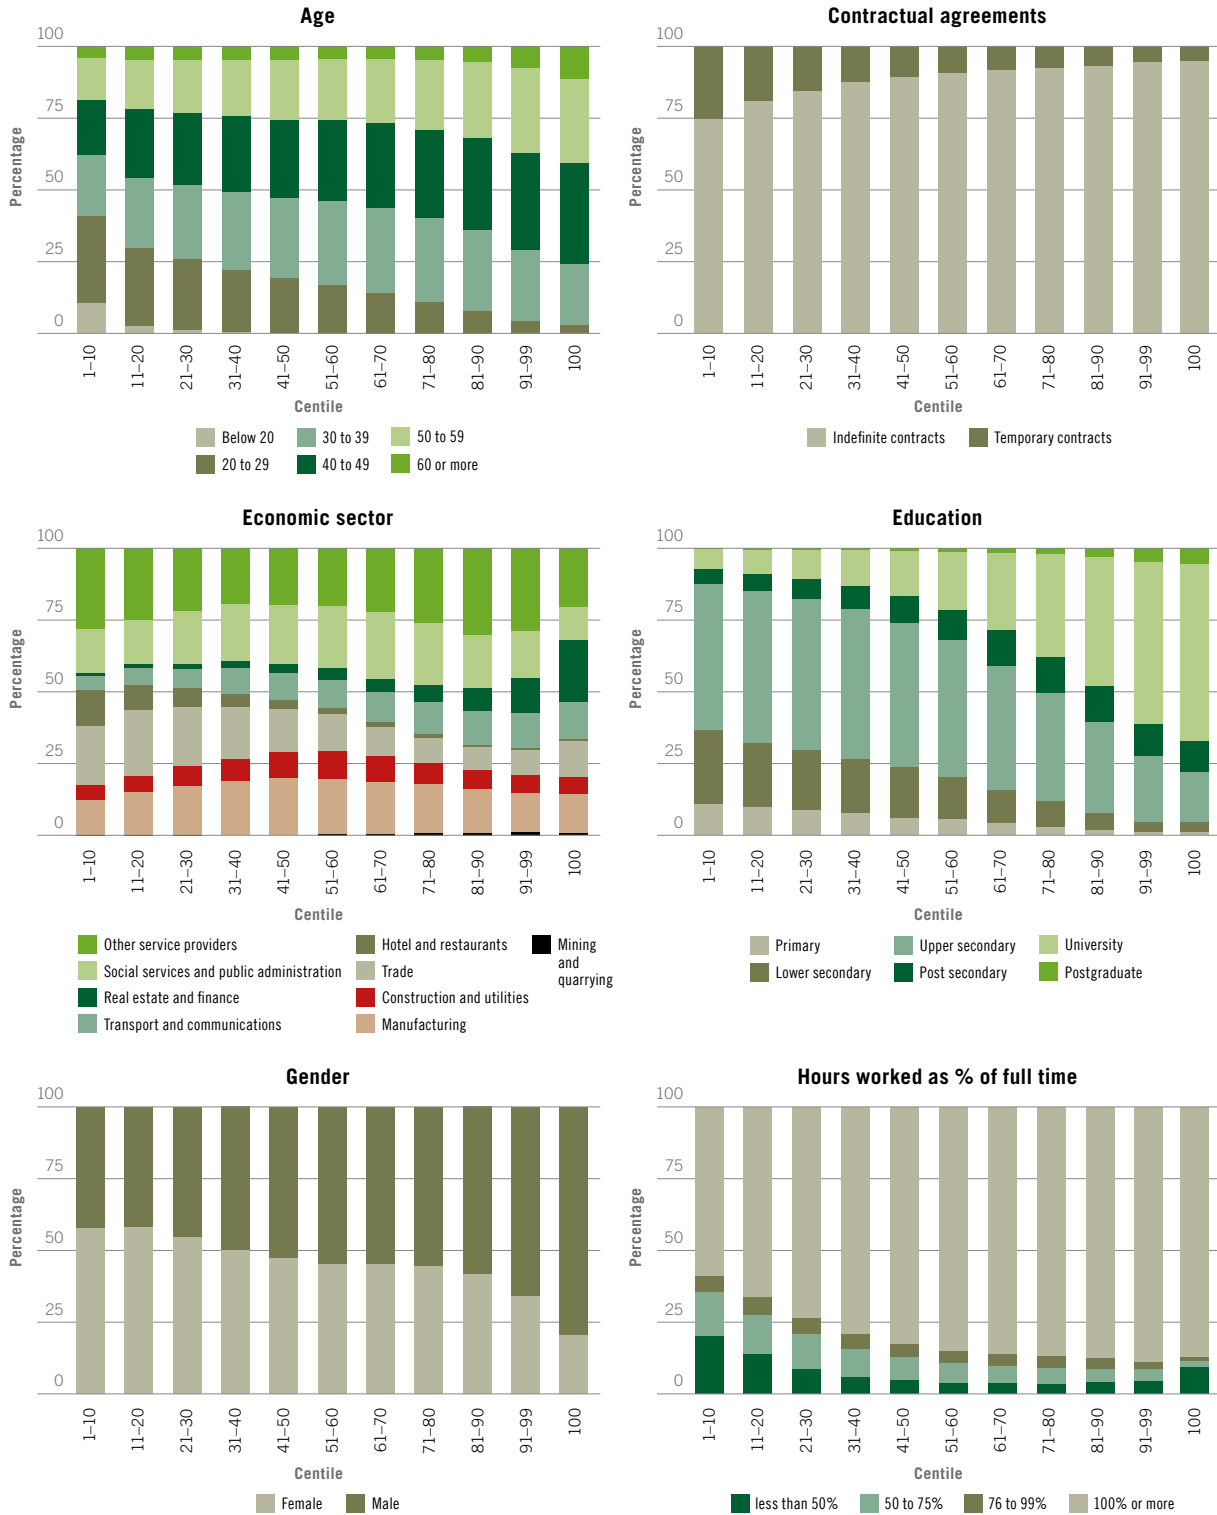 Age
100
75
50
25
0
Percentage
1–10
11–20
21–30
31–40
41–50
51–60
61–70
71–80
81–90
91–99
100
Centile
Below 20
30 to 39
50 to 59
20 to 29
40 to 49
60 or more
Contractual agreements
100
75
50
25
0
Percentage
1–10
11–20
21–30
31–40
41–50
51–60
61–70
71–80
81–90
91–99
100
Centile
Indefinite contracts
Temporary contracts
Economic sector
100
75
50
25
0
Percentage
1–10
11–20
21–30
31–40
41–50
51–60
61–70
71–80
81–90
91–99
100
Centile
Other service providers
Social services and public administration
Real estate and finance
Transport and communications
Hotel and restaurants
Trade
Construction and utilities
Manufacturing
Mining
and
quarrying
Education
100
75
50
25
0
Percentage
1–10
11–20
21–30
31–40
41–50
51–60
61–70
71–80
81–90
91–99
100
Centile
Primary
Upper secondary
University
Lower secondary
Post secondary
Postgraduate
Gender
100
75
50
25
0
Percentage
1–10
11–20
21–30
31–40
41–50
51–60
61–70
71–80
81–90
91–99
100
Centile
Female
Male
Hours worked as % of full time
100
75
50
25
0
Percentage
1–10
11–20
21–30
31–40
41–50
51–60
61–70
71–80
81–90
91–99
100
Centile
less than 50%
50 to 75%
76 to 99%
100% or more